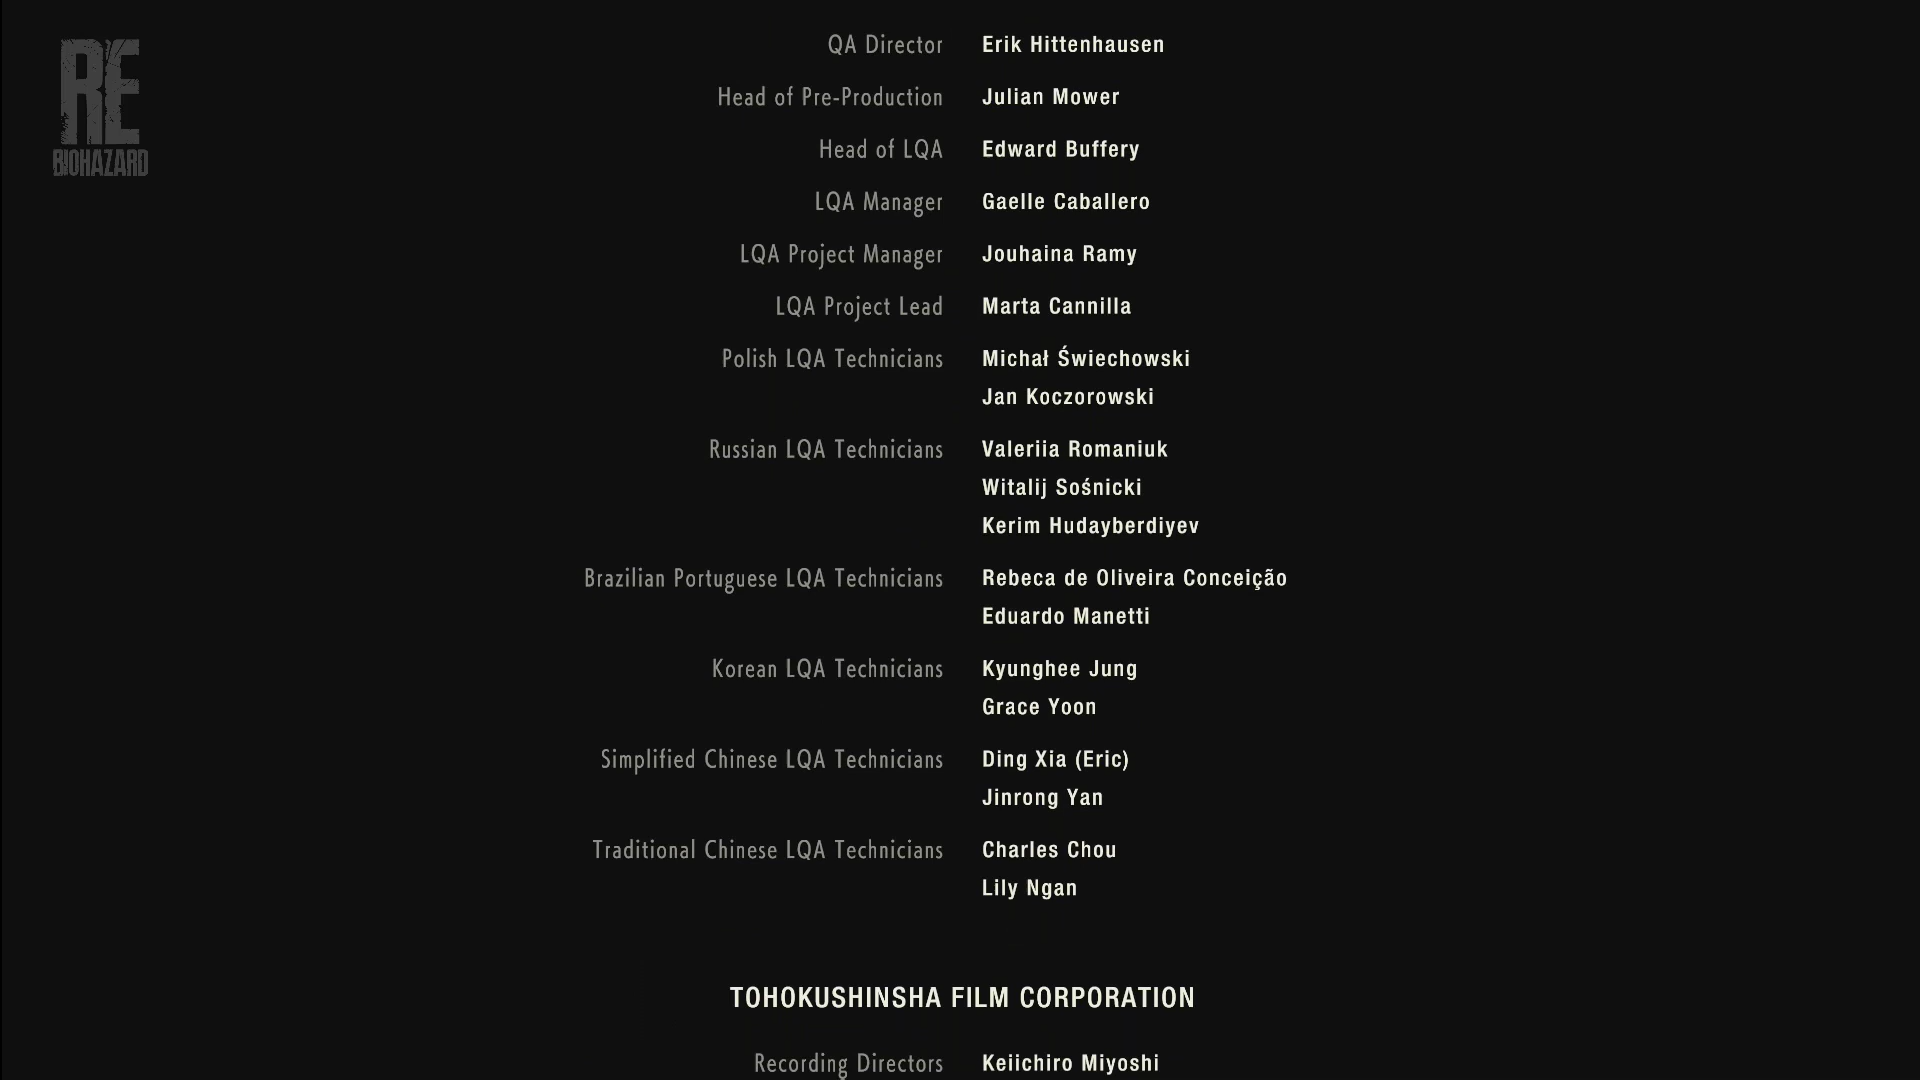 RE
BIOHAZARD
QA Director Erik Hittenhausen
Head of Pre-Production Julian Mower
Head of LQA Edward Buffery
LQA Manager Gaelle Caballero
LQA Project Manager Jouhaina Ramy
LQA Project Lead Marta Cannilla
Polish LQA Technicians Michał Świechowski
Jan Koczorowski
Russian LQA Technicians Valeriia Romaniuk
Witalij Sośnicki
Kerim Hudayberdiyev
Brazilian Portuguese LQA Technicians Rebeca de Oliveira Conceição
Eduardo Manetti
Korean LQA Technicians Kyunghee Jung
Grace Yoon
Simplified Chinese LQA Technicians Ding Xia (Eric)
Jinrong Yan
Traditional Chinese LQA Technicians Charles Chou
Lily Ngan
TOHOKUSHINSHA FILM CORPORATION
Recording Directors Keiichiro Miyoshi